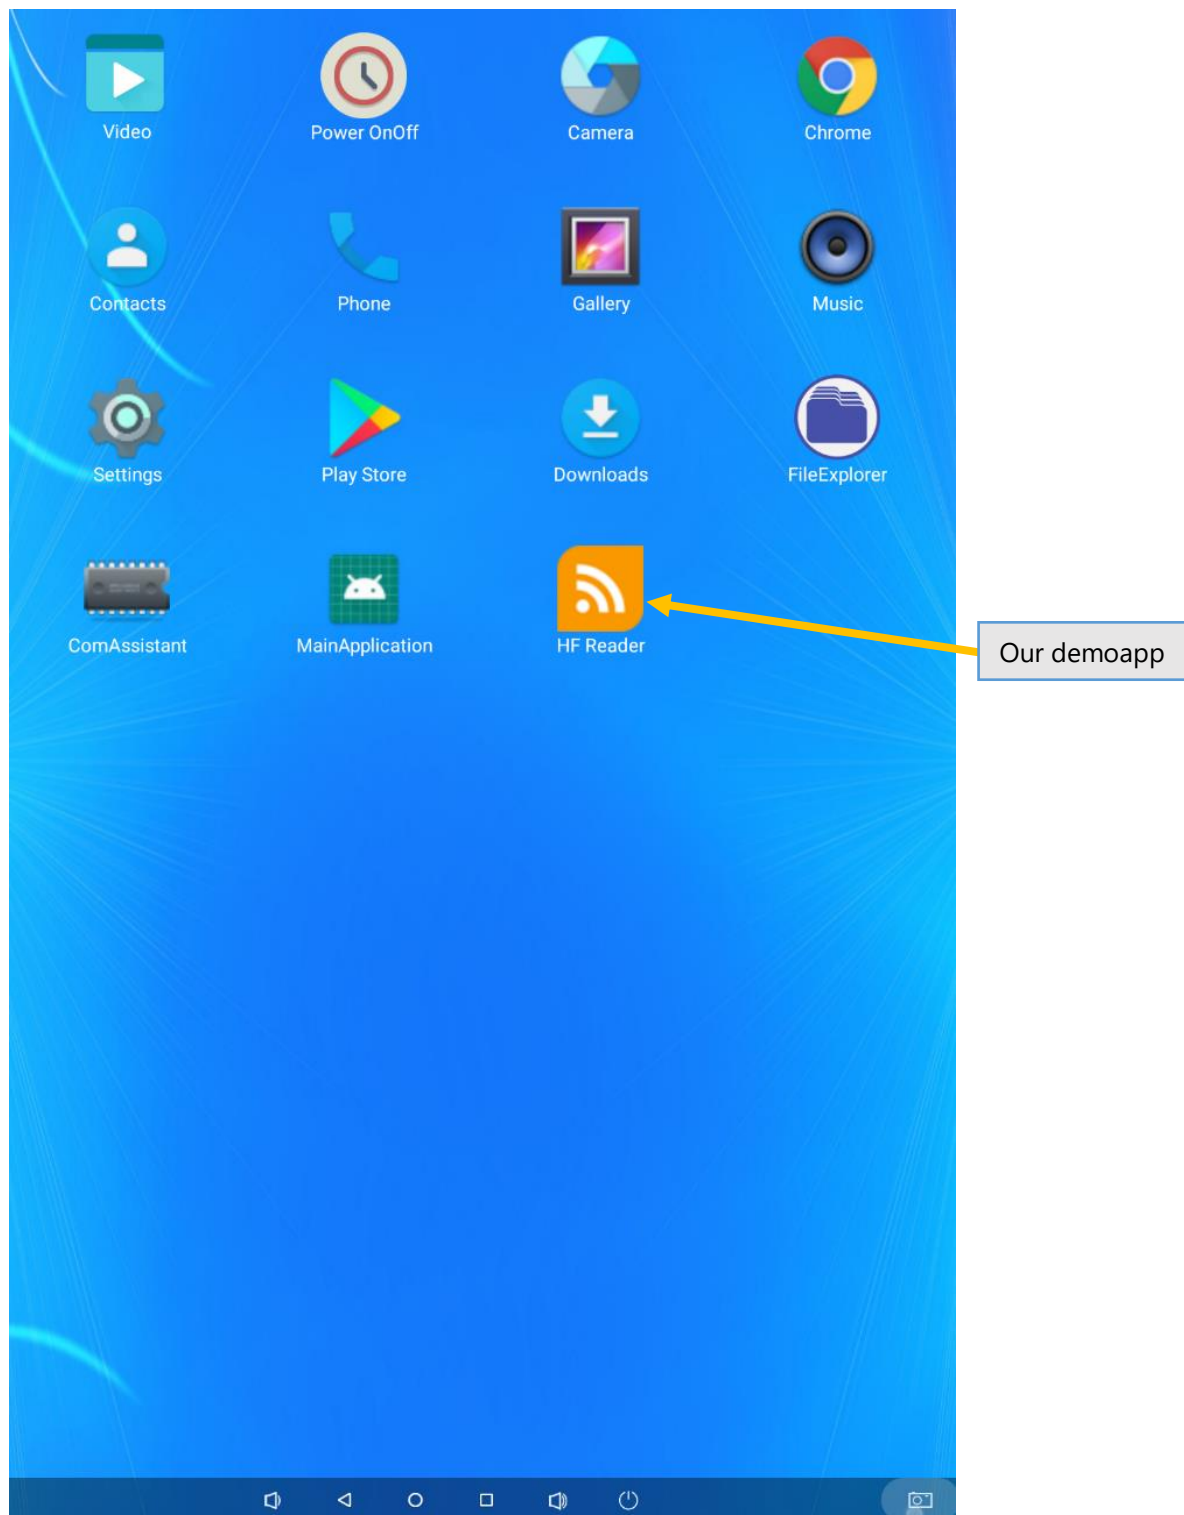 Video
Power OnOff
Camera
Chrome
Contacts
Phone
Gallery
Music
Settings
Play Store
Downloads
FileExplorer
ComAssistant
MainApplication
HF Reader
Our demoapp